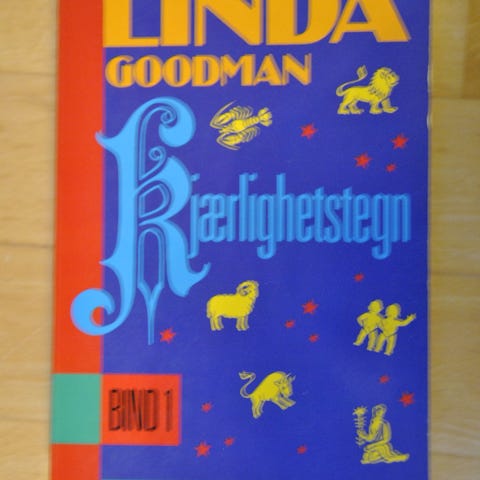 LINDA
GOODMAN
Kjærlighetstegn
BIND 1